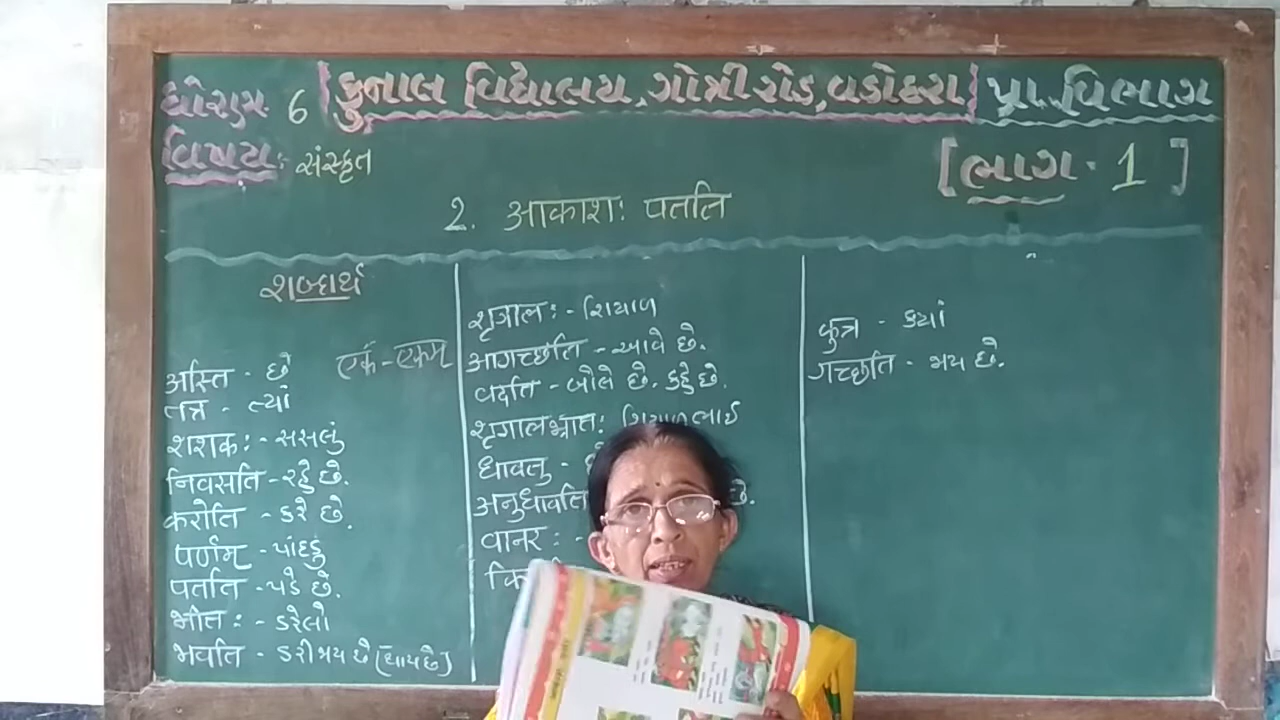 ધોરણ 6 કુનાલ વિદ્યાલય, ગોત્રી રોડ, વડોદરા પ્રા. વિભાગ
વિષય: સંસ્કૃત [ભાગ - 1]
2. आकाशः पतति
શબ્દાર્થ
एकं - એકમ
अस्ति - છે
तत्र - ત્યાં
शशकः - સસલું
निवसति - રહે છે.
करोति - કરે છે.
पर्णम् - પાંદડું
पतति - પડે છે.
भीतः - ડરેલો
भवति - ડરી જાય છે (થાય છે)
शृगालः - શિયાળ
आगच्छति - આવે છે.
वदति - બોલે છે. કહે છે.
शृगालभ्रातः શિયાળભાઈ
धावतु -
अनुधावति છે.
वानरः -
कुत्र - ક્યાં
गच्छति - જાય છે.